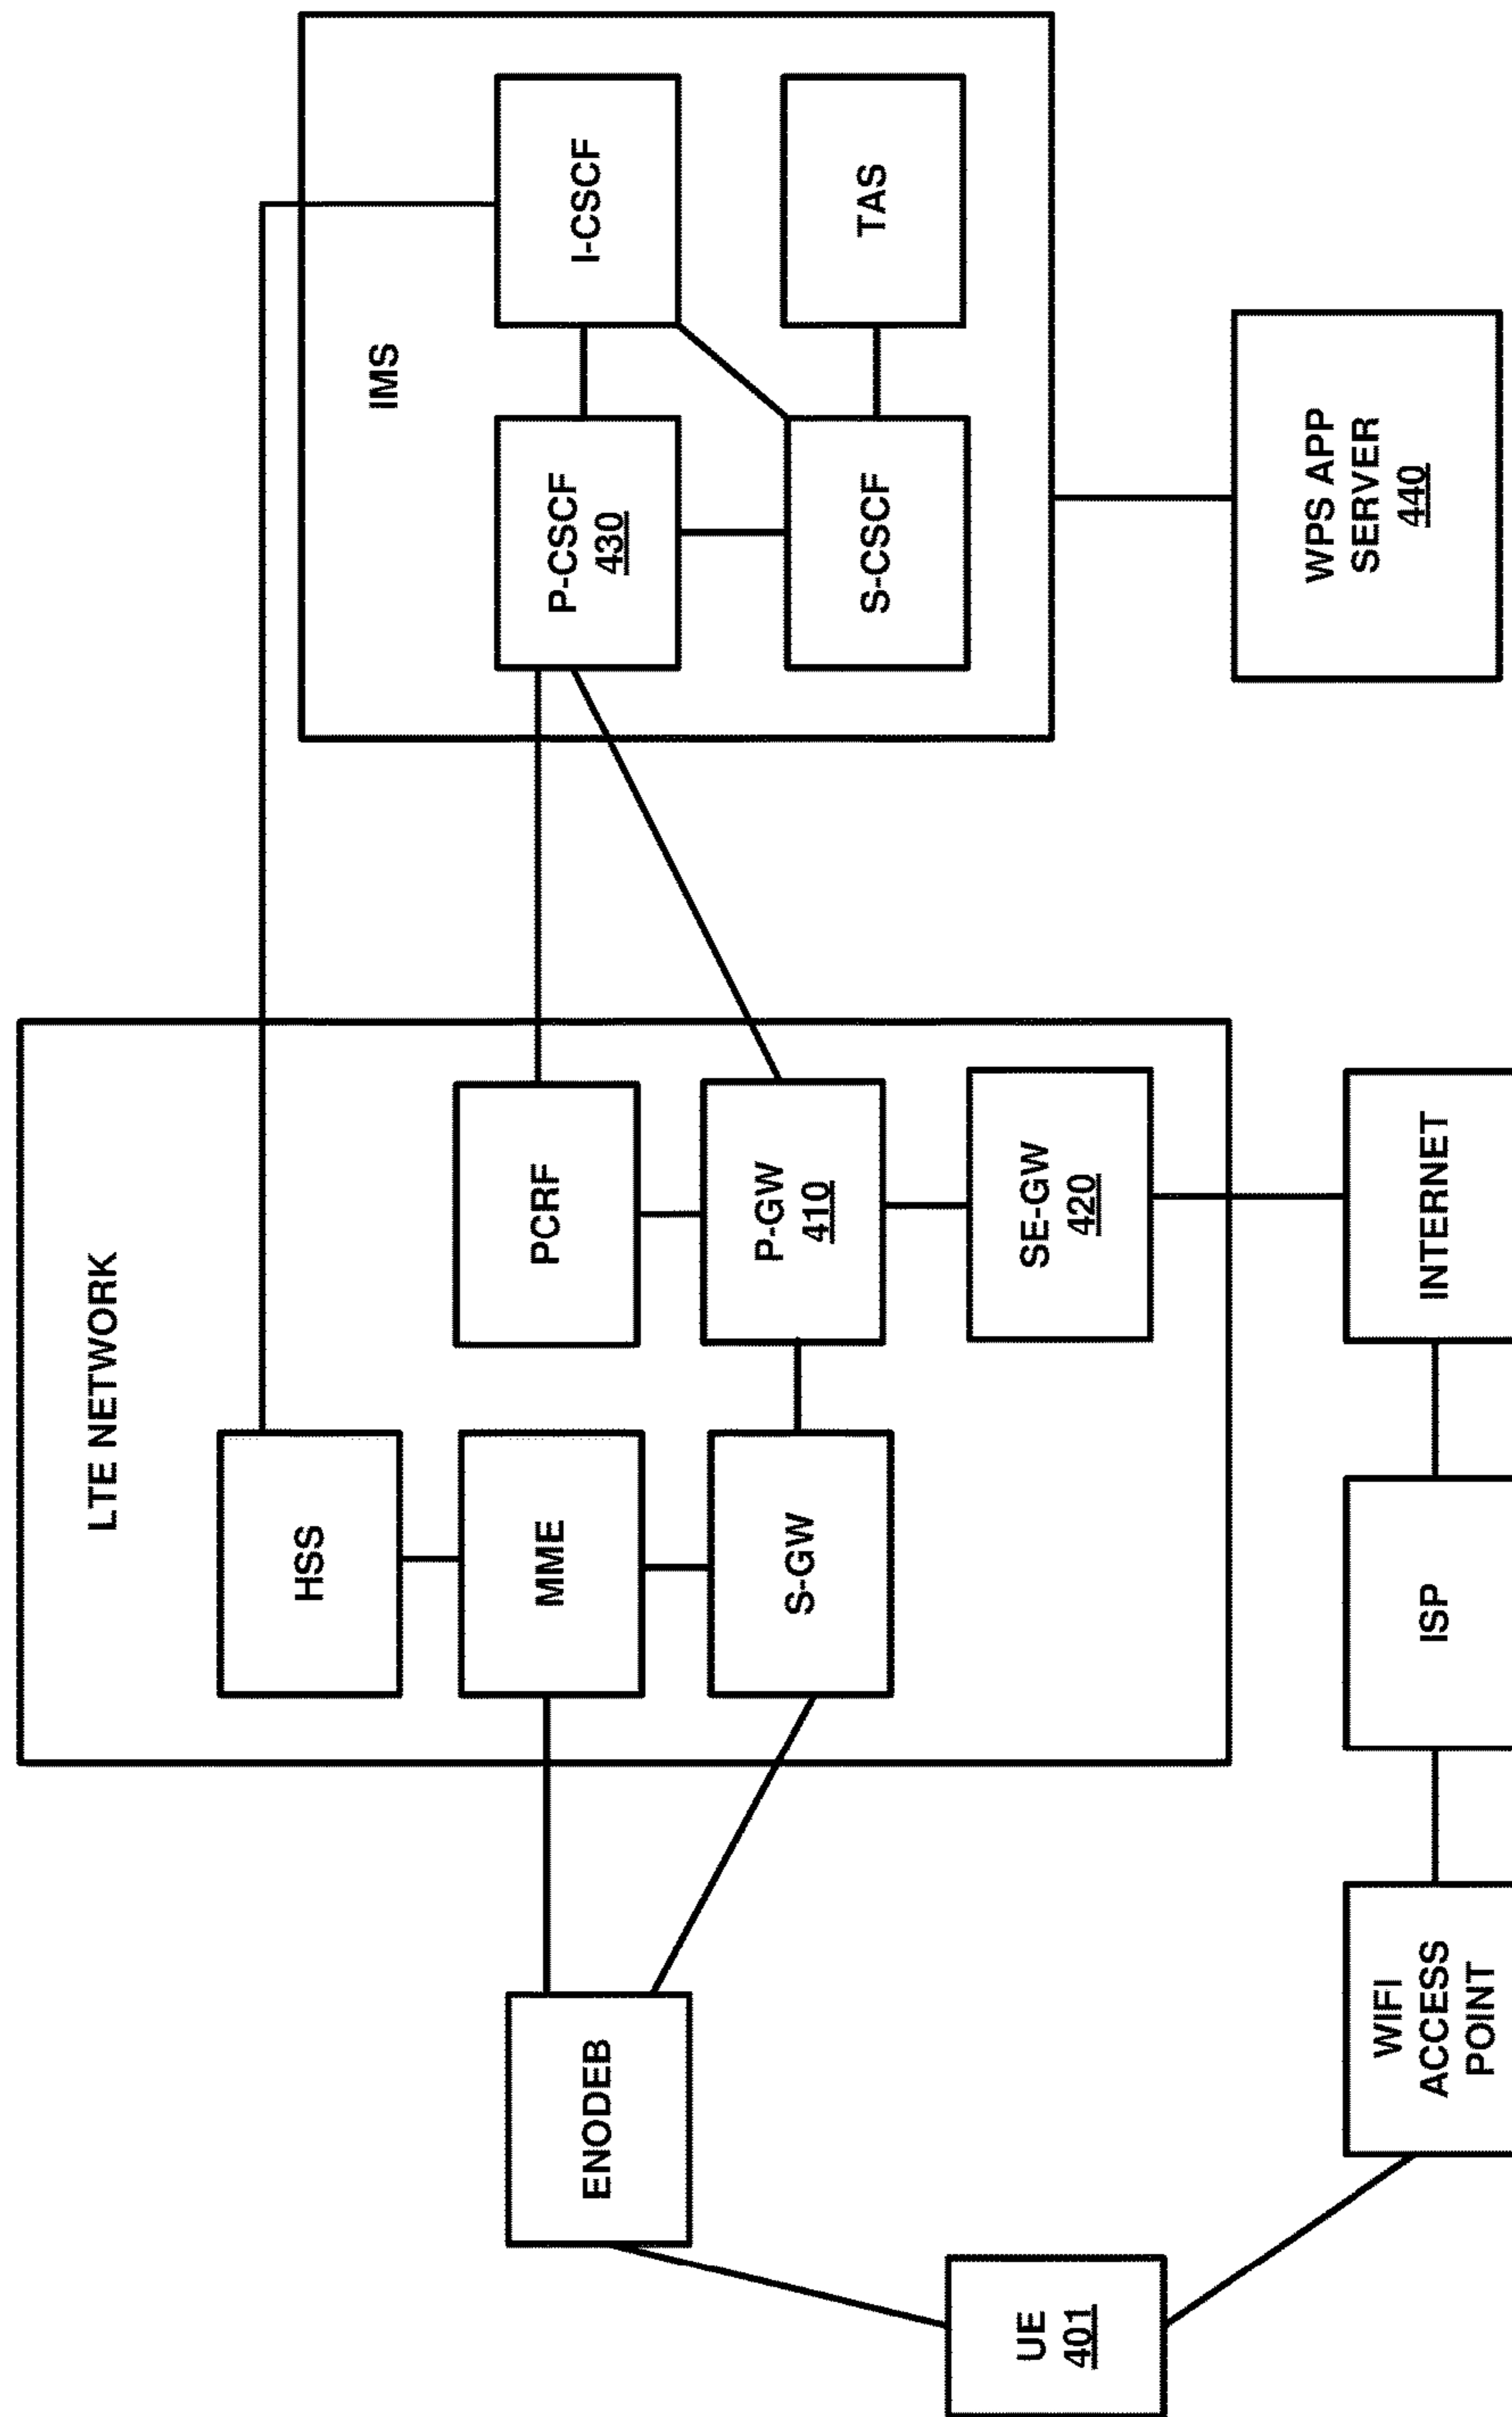 LTE NETWORK
HSS
MME
S-GW
PCRF
P-GW
410
SE-GW
420
IMS
P-CSCF
430
I-CSCF
S-CSCF
TAS
ENODEB
UE
401
WIFI
ACCESS
POINT
ISP
INTERNET
WPS APP
SERVER
440